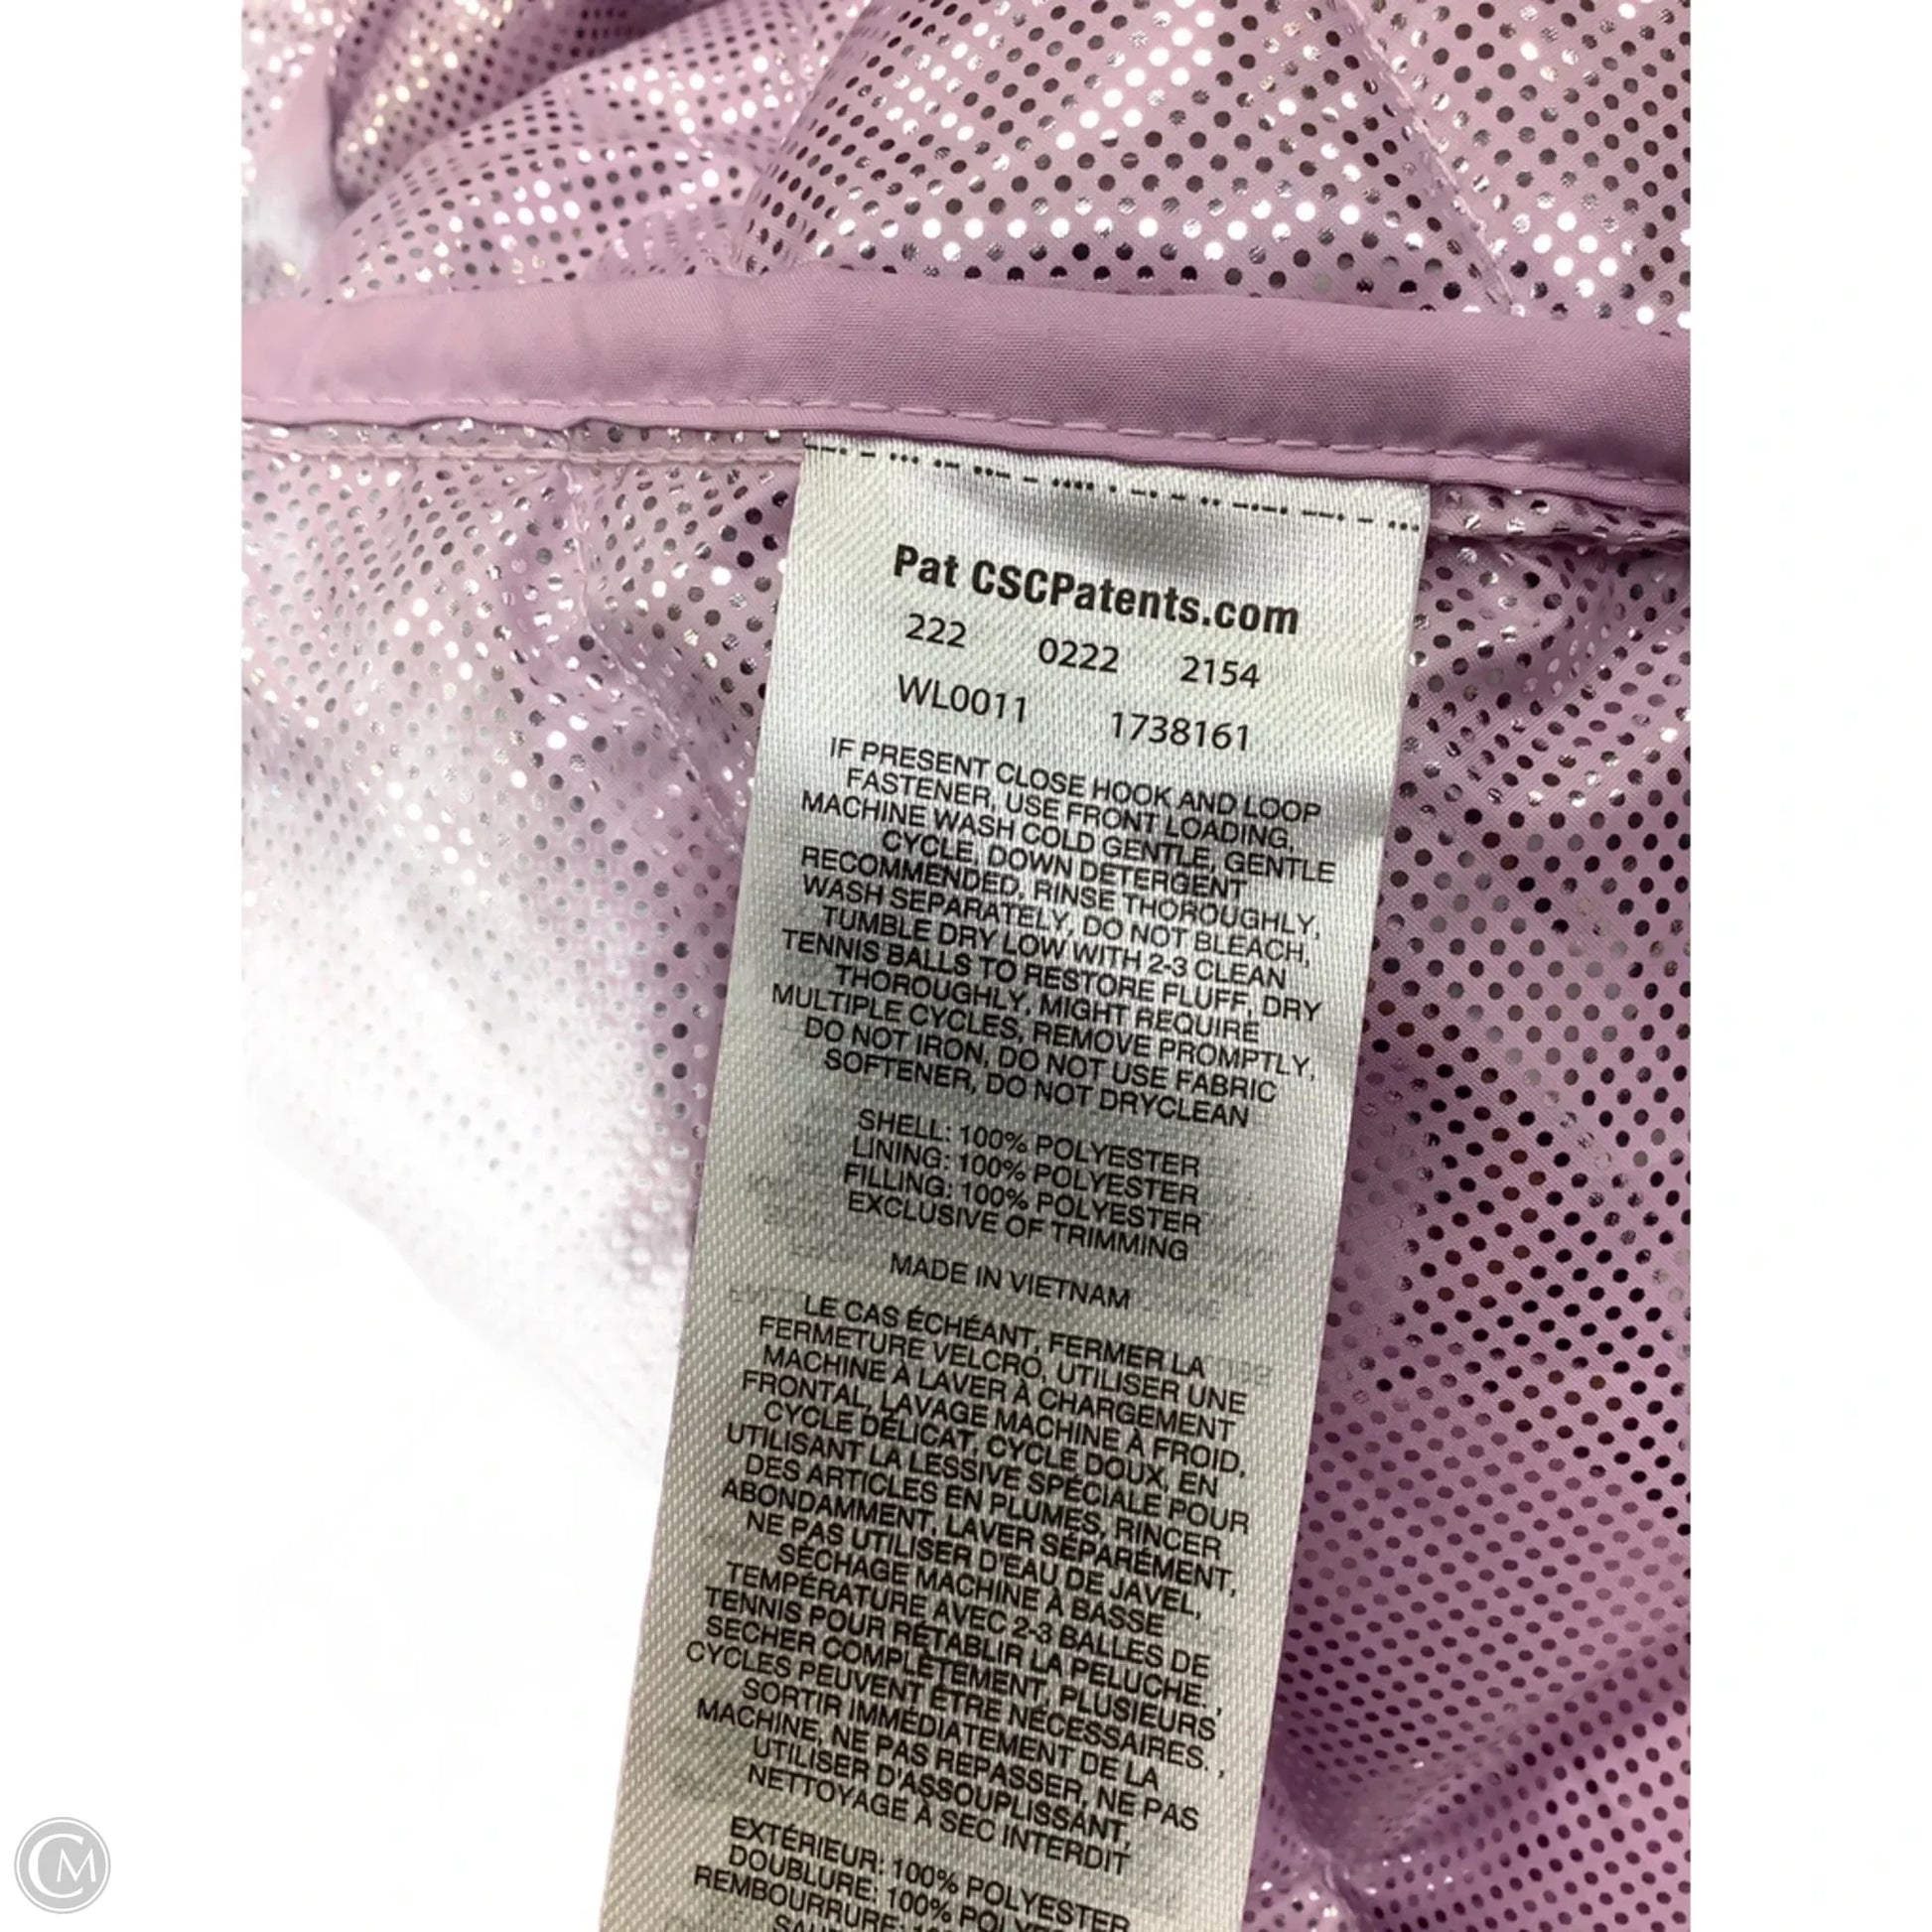 Pat CSCPatents.com
222 0222 2154
WL0011 1738161
IF PRESENT CLOSE HOOK AND LOOP
FASTENER, USE FRONT LOADING,
MACHINE WASH COLD GENTLE, GENTLE
CYCLE, DOWN DETERGENT
RECOMMENDED, RINSE THOROUGHLY,
WASH SEPARATELY, DO NOT BLEACH,
TUMBLE DRY LOW WITH 2-3 CLEAN
TENNIS BALLS TO RESTORE FLUFF, DRY
THOROUGHLY, MIGHT REQUIRE
MULTIPLE CYCLES, REMOVE PROMPTLY,
DO NOT IRON, DO NOT USE FABRIC
SOFTENER, DO NOT DRYCLEAN
SHELL: 100% POLYESTER
LINING: 100% POLYESTER
FILLING: 100% POLYESTER
EXCLUSIVE OF TRIMMING
MADE IN VIETNAM
LE CAS ÉCHÉANT, FERMER LA
FERMETURE VELCRO, UTILISER UNE
MACHINE À LAVER À CHARGEMENT
FRONTAL, LAVAGE MACHINE À FROID,
CYCLE DÉLICAT, CYCLE DOUX, EN
UTILISANT LA LESSIVE SPÉCIALE POUR
DES ARTICLES EN PLUMES, RINCER
ABONDAMMENT, LAVER SÉPARÉMENT,
NE PAS UTILISER D'EAU DE JAVEL,
SÉCHAGE MACHINE À BASSE
TEMPÉRATURE AVEC 2-3 BALLES DE
TENNIS POUR RÉTABLIR LA PELUCHE. ,
SÉCHER COMPLÈTEMENT, PLUSIEURS
CYCLES PEUVENT ÊTRE NÉCESSAIRES. ,
SORTIR IMMÉDIATEMENT DE LA
MACHINE, NE PAS REPASSER, NE PAS
UTILISER D'ASSOUPLISSANT,
NETTOYAGE À SEC INTERDIT
EXTÉRIEUR: 100% POLYESTER
DOUBLURE: 100% POLYESTER
REMBOURRURE:
CM